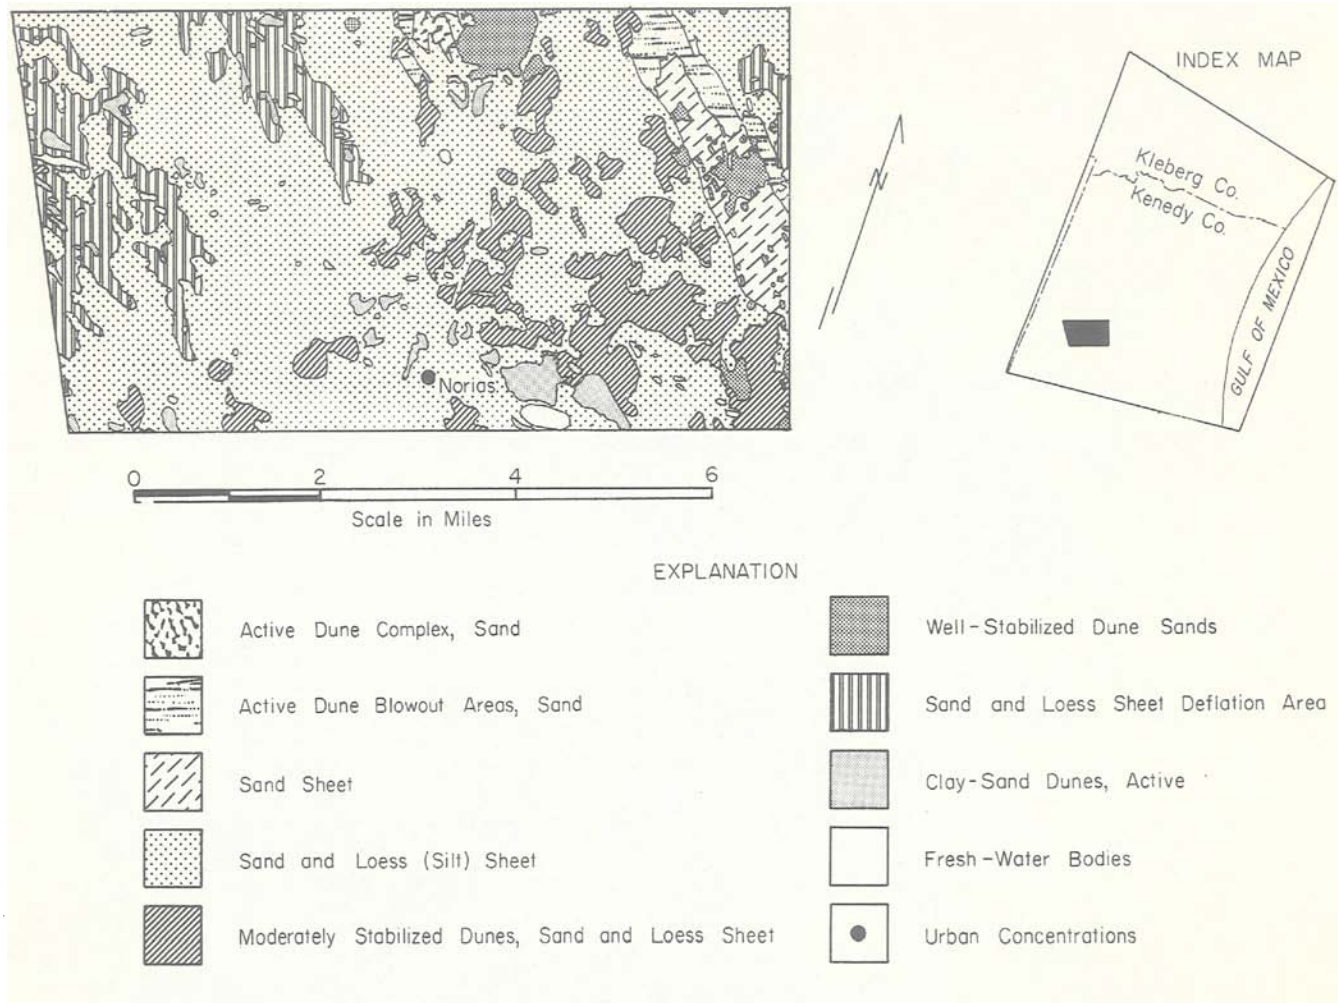 INDEX MAP
Kleberg Co.
Kenedy Co.
GULF OF MEXICO
N
Norias
0 2 4 6
Scale in Miles
EXPLANATION
Active Dune Complex, Sand
Active Dune Blowout Areas, Sand
Sand Sheet
Sand and Loess (Silt) Sheet
Moderately Stabilized Dunes, Sand and Loess Sheet
Well-Stabilized Dune Sands
Sand and Loess Sheet Deflation Area
Clay-Sand Dunes, Active
Fresh-Water Bodies
Urban Concentrations